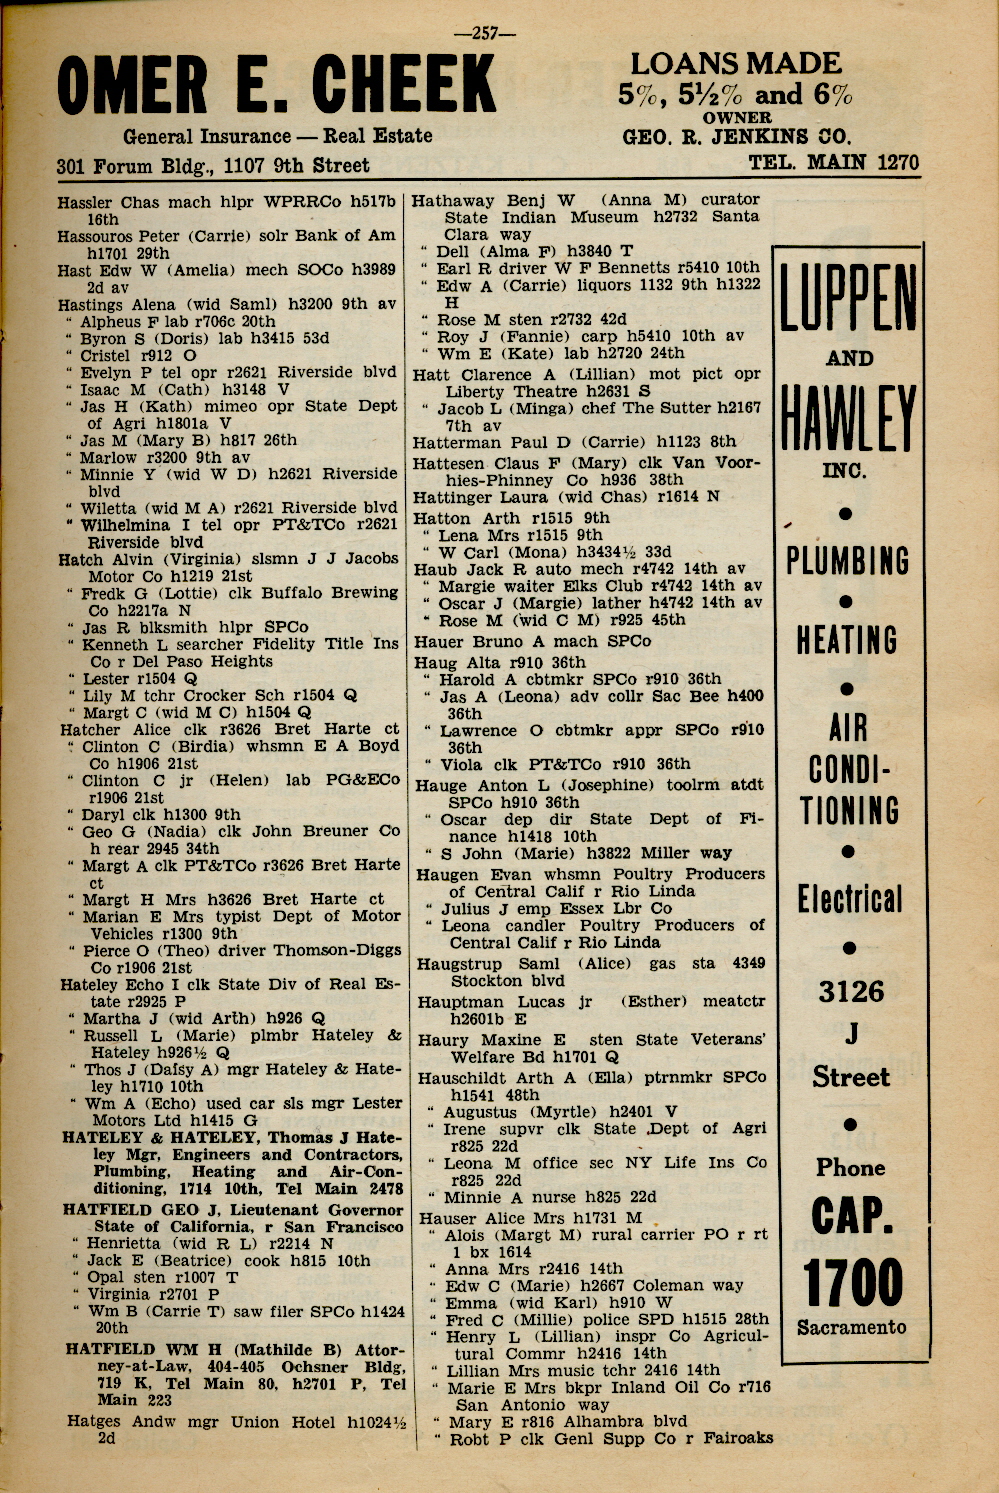 —257—
OMER E. CHEEK
General Insurance — Real Estate
301 Forum Bldg., 1107 9th Street
LOANS MADE
5%, 5½% and 6%
OWNER
GEO. R. JENKINS CO.
TEL. MAIN 1270
Hassler Chas mach hlpr WPRRCo h517b
16th
Hassouros Peter (Carrie) solr Bank of Am
h1701 29th
Hast Edw W (Amelia) mech SOCo h3989
2d av
Hastings Alena (wid Saml) h3200 9th av
" Alpheus F lab r706c 20th
" Byron S (Doris) lab h3415 53d
" Cristel r912 O
" Evelyn P tel opr r2621 Riverside blvd
" Isaac M (Cath) h3148 V
" Jas H (Kath) mimeo opr State Dept
of Agri h1801a V
" Jas M (Mary B) h817 26th
" Marlow r3200 9th av
" Minnie Y (wid W D) h2621 Riverside
blvd
" Wiletta (wid M A) r2621 Riverside blvd
" Wilhelmina I tel opr PT&TCo r2621
Riverside blvd
Hatch Alvin (Virginia) slsmn J J Jacobs
Motor Co h1219 21st
" Fredk G (Lottie) clk Buffalo Brewing
Co h2217a N
" Jas R blksmith hlpr SPCo
" Kenneth L searcher Fidelity Title Ins
Co r Del Paso Heights
" Lester r1504 Q
" Lily M tchr Crocker Sch r1504 Q
" Margt C (wid M C) h1504 Q
Hatcher Alice clk r3626 Bret Harte ct
" Clinton C (Birdia) whsmn E A Boyd
Co h1906 21st
" Clinton C jr (Helen) lab PG&ECo
r1906 21st
" Daryl clk h1300 9th
" Geo G (Nadia) clk John Breuner Co
h rear 2945 34th
" Margt A clk PT&TCo r3626 Bret Harte
ct
" Margt H Mrs h3626 Bret Harte ct
" Marian E Mrs typist Dept of Motor
Vehicles r1300 9th
" Pierce O (Theo) driver Thomson-Diggs
Co r1906 21st
Hateley Echo I clk State Div of Real Es-
tate r2925 P
" Martha J (wid Arth) h926 Q
" Russell L (Marie) plmbr Hateley &
Hateley h926½ Q
" Thos J (Daisy A) mgr Hateley & Hate-
ley h1710 10th
" Wm A (Echo) used car sls mgr Lester
Motors Ltd h1415 G
HATELEY & HATELEY, Thomas J Hate-
ley Mgr, Engineers and Contractors,
Plumbing, Heating and Air-Con-
ditioning, 1714 10th, Tel Main 2478
HATFIELD GEO J, Lieutenant Governor
State of California, r San Francisco
" Henrietta (wid R L) r2214 N
" Jack E (Beatrice) cook h815 10th
" Opal sten r1007 T
" Virginia r2701 P
" Wm B (Carrie T) saw filer SPCo h1424
20th
HATFIELD WM H (Mathilde B) Attor-
ney-at-Law, 404-405 Ochsner Bldg,
719 K, Tel Main 80, h2701 P, Tel
Main 223
Hatges Andw mgr Union Hotel h1024½
2d
Hathaway Benj W (Anna M) curator
State Indian Museum h2732 Santa
Clara way
" Dell (Alma F) h3840 T
" Earl R driver W F Bennetts r5410 10th
" Edw A (Carrie) liquors 1132 9th h1322
H
" Rose M sten r2732 42d
" Roy J (Fannie) carp h5410 10th av
" Wm E (Kate) lab h2720 24th
Hatt Clarence A (Lillian) mot pict opr
Liberty Theatre h2631 S
" Jacob L (Minga) chef The Sutter h2167
7th av
Hatterman Paul D (Carrie) h1123 8th
Hattesen Claus F (Mary) clk Van Voor-
hies-Phinney Co h936 38th
Hattinger Laura (wid Chas) r1614 N
Hatton Arth r1515 9th
" Lena Mrs r1515 9th
" W Carl (Mona) h3434½ 33d
Haub Jack R auto mech r4742 14th av
" Margie waiter Elks Club r4742 14th av
" Oscar J (Margie) lather h4742 14th av
" Rose M (wid C M) r925 45th
Hauer Bruno A mach SPCo
Haug Alta r910 36th
" Harold A cbtmkr SPCo r910 36th
" Jas A (Leona) adv collr Sac Bee h400
36th
" Lawrence O cbtmkr appr SPCo r910
36th
" Viola clk PT&TCo r910 36th
Hauge Anton L (Josephine) toolrm atdt
SPCo h910 36th
" Oscar dep dir State Dept of Fi-
nance h1418 10th
" S John (Marie) h3822 Miller way
Haugen Evan whsmn Poultry Producers
of Central Calif r Rio Linda
" Julius J emp Essex Lbr Co
" Leona candler Poultry Producers of
Central Calif r Rio Linda
Haugstrup Saml (Alice) gas sta 4349
Stockton blvd
Hauptman Lucas jr (Esther) meatctr
h2601b E
Haury Maxine E sten State Veterans'
Welfare Bd h1701 Q
Hauschildt Arth A (Ella) ptrnmkr SPCo
h1541 48th
" Augustus (Myrtle) h2401 V
" Irene supvr clk State Dept of Agri
r825 22d
" Leona M office sec NY Life Ins Co
r825 22d
" Minnie A nurse h825 22d
Hauser Alice Mrs h1731 M
" Alois (Margt M) rural carrier PO r rt
1 bx 1614
" Anna Mrs r2416 14th
" Edw C (Marie) h2667 Coleman way
" Emma (wid Karl) h910 W
" Fred C (Millie) police SPD h1515 28th
" Henry L (Lillian) inspr Co Agricul-
tural Commr h2416 14th
" Lillian Mrs music tchr 2416 14th
" Marie E Mrs bkpr Inland Oil Co r716
San Antonio way
" Mary E r816 Alhambra blvd
" Robt P clk Genl Supp Co r Fairoaks
LUPPEN
AND
HAWLEY
INC.
•
PLUMBING
•
HEATING
•
AIR
CONDI-
TIONING
•
Electrical
•
3126
J
Street
•
Phone
CAP.
1700
Sacramento